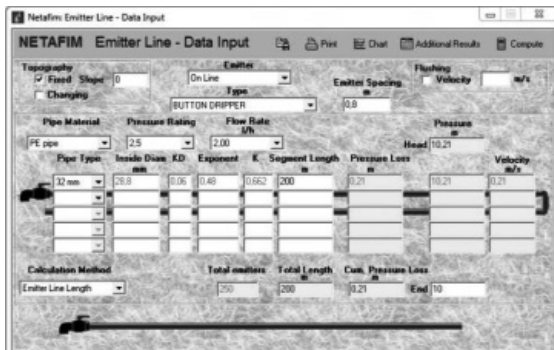 Netafim: Emitter Line - Data Input
NETAFIM Emitter Line - Data Input Print Chart Additional Results Compute
Topography Emitter Flushing
Fixed Slope 0 On Line Emitter Spacing Velocity m/s
Changing Type m
BUTTON DRIPPER 0,8
Pipe Material Pressure Rating Flow Rate Pressure
l/h m
PE pipe 2.5 2,00 Head 10,21
Pipe Type Inside Diam KD Exponent K Segment Length Pressure Loss Velocity
mm m m m/s
32 mm 28,8 0,06 0,48 0,662 200 0,21 10,21 0,21
Calculation Method Total emitters Total Length Cum. Pressure Loss
m m
Emitter Line Length 250 200 0,21 End 10